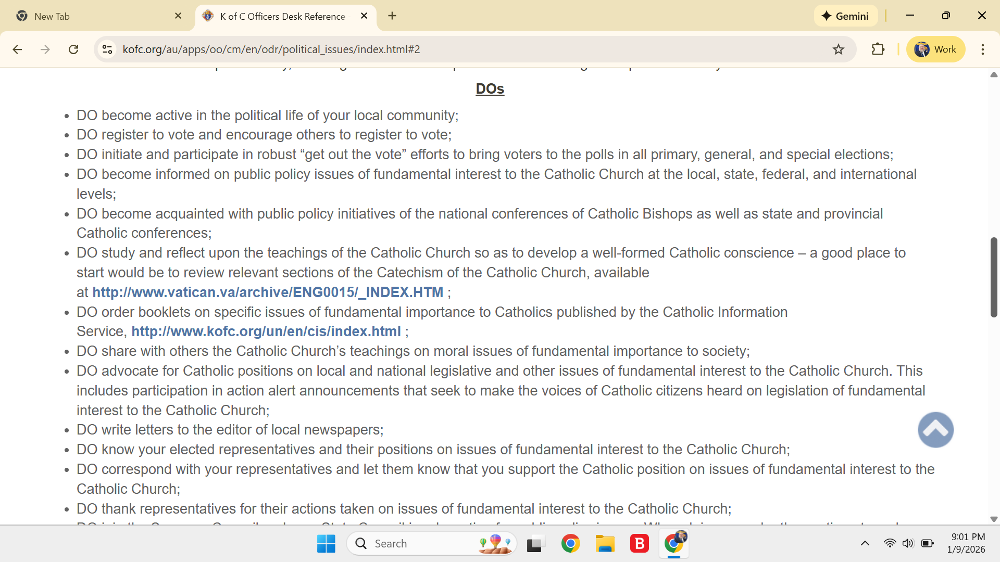 New Tab
K of C Officers Desk Reference
Gemini
kofc.org/au/apps/oo/cm/en/odr/political_issues/index.html#2
Work
DOs
• DO become active in the political life of your local community;
• DO register to vote and encourage others to register to vote;
• DO initiate and participate in robust “get out the vote” efforts to bring voters to the polls in all primary, general, and special elections;
• DO become informed on public policy issues of fundamental interest to the Catholic Church at the local, state, federal, and international
levels;
• DO become acquainted with public policy initiatives of the national conferences of Catholic Bishops as well as state and provincial
Catholic conferences;
• DO study and reflect upon the teachings of the Catholic Church so as to develop a well-formed Catholic conscience – a good place to
start would be to review relevant sections of the Catechism of the Catholic Church, available
at http://www.vatican.va/archive/ENG0015/_INDEX.HTM ;
• DO order booklets on specific issues of fundamental importance to Catholics published by the Catholic Information
Service, http://www.kofc.org/un/en/cis/index.html ;
• DO share with others the Catholic Church’s teachings on moral issues of fundamental importance to society;
• DO advocate for Catholic positions on local and national legislative and other issues of fundamental interest to the Catholic Church. This
includes participation in action alert announcements that seek to make the voices of Catholic citizens heard on legislation of fundamental
interest to the Catholic Church;
• DO write letters to the editor of local newspapers;
• DO know your elected representatives and their positions on issues of fundamental interest to the Catholic Church;
• DO correspond with your representatives and let them know that you support the Catholic position on issues of fundamental interest to the
Catholic Church;
• DO thank representatives for their actions taken on issues of fundamental interest to the Catholic Church;
Search
B
9:01 PM
1/9/2026